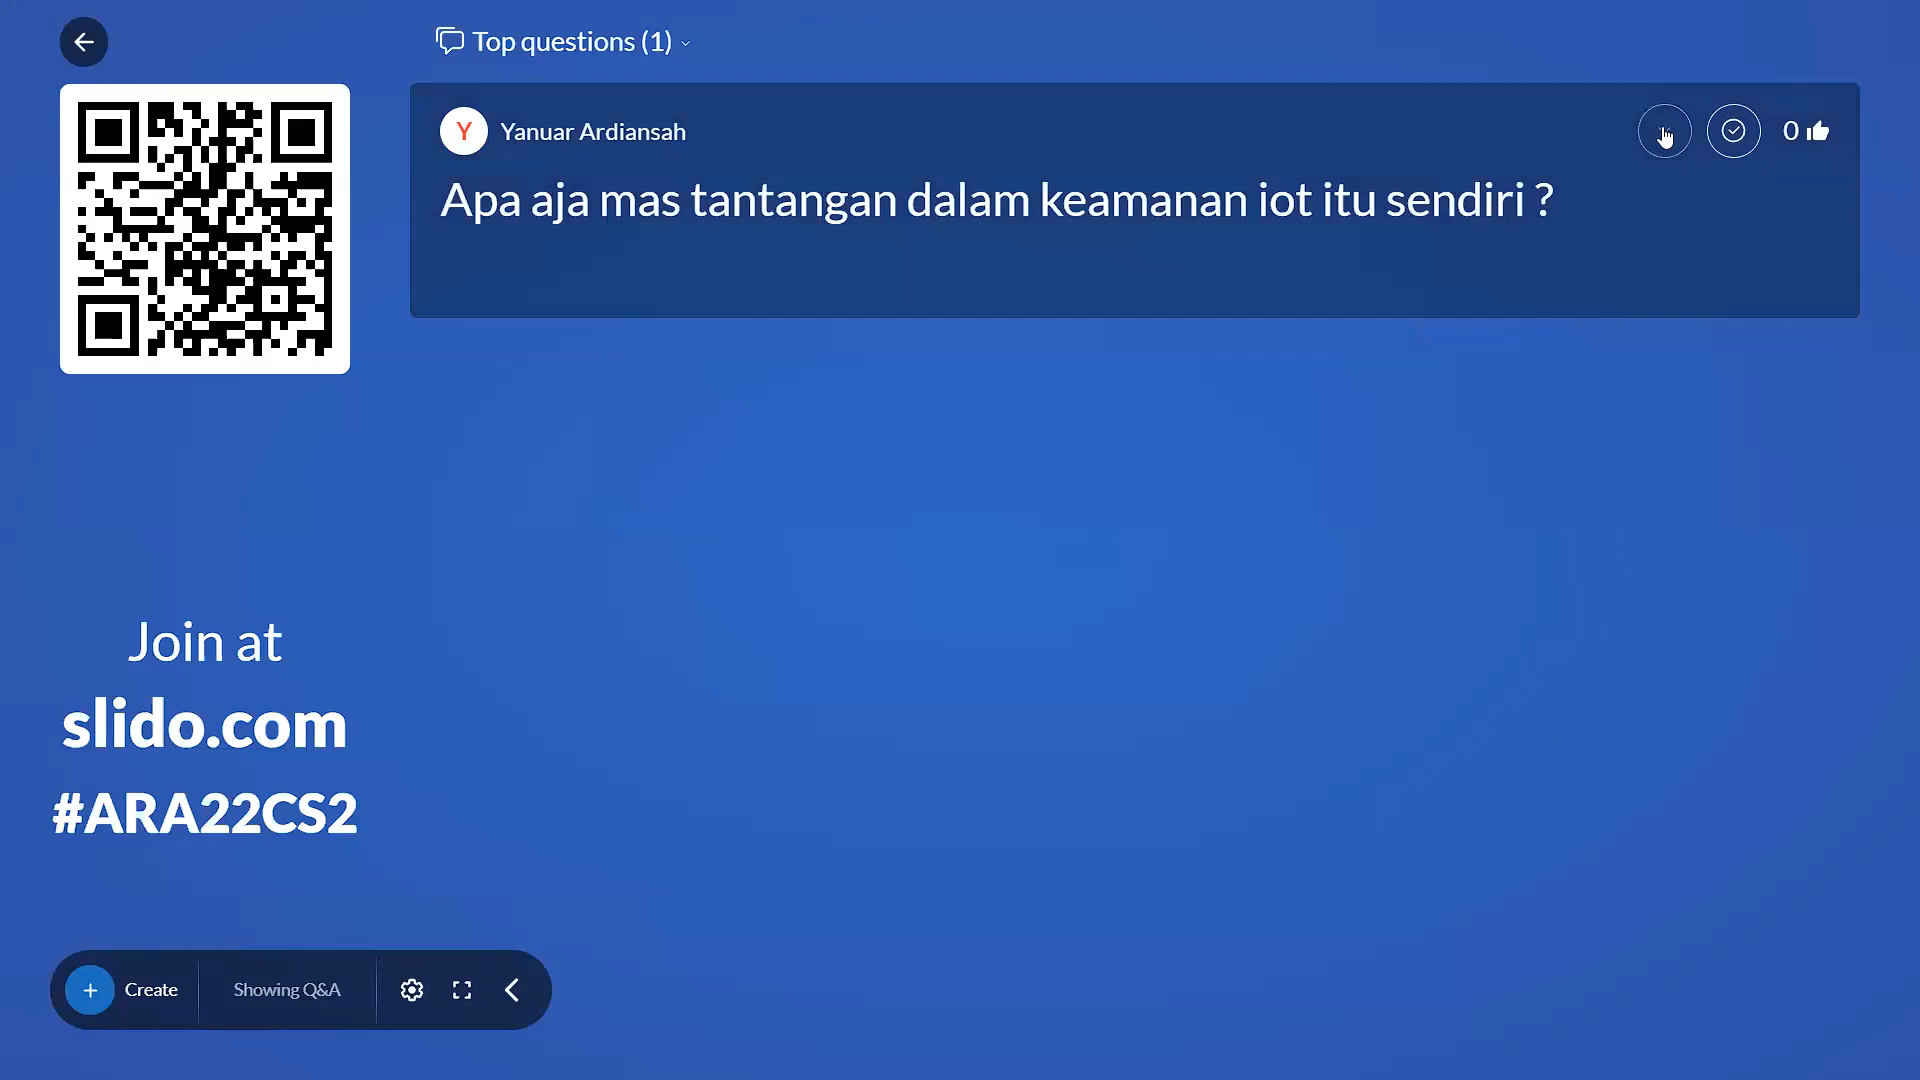 Top questions (1)
Y
Yanuar Ardiansah
0
Apa aja mas tantangan dalam keamanan iot itu sendiri ?
Join at
slido.com
#ARA22CS2
Create
Showing Q&A